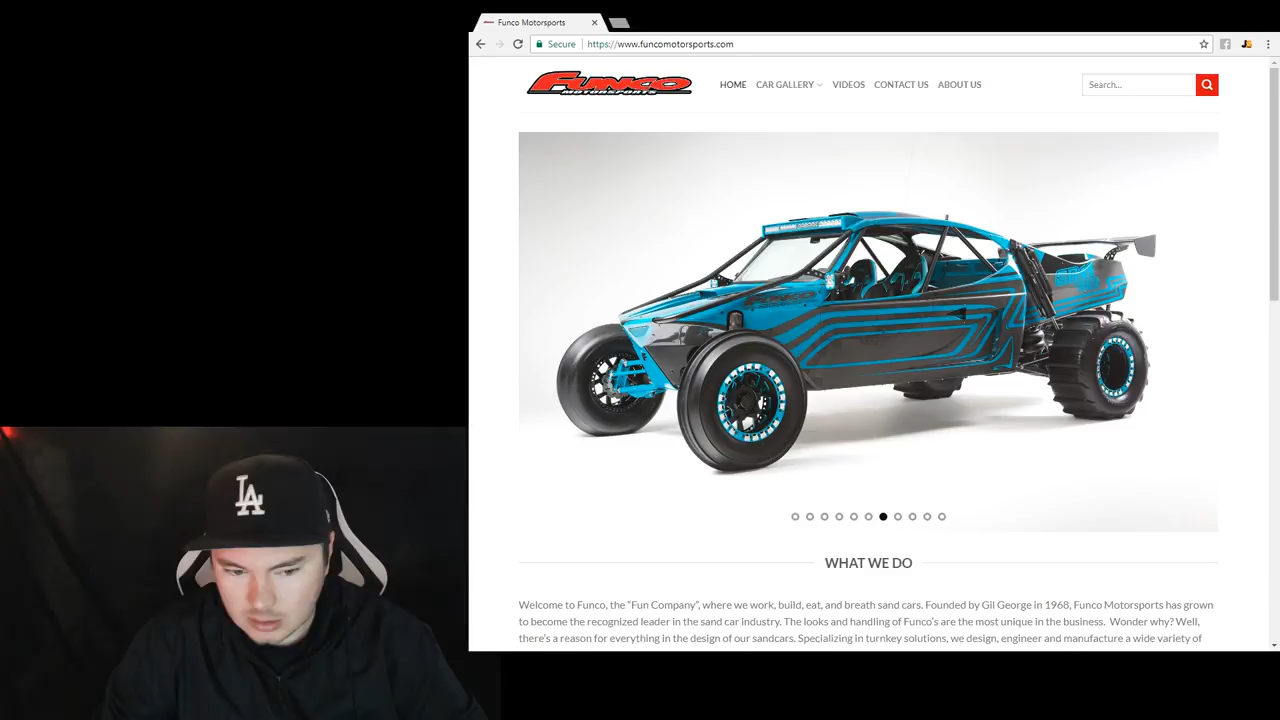 Funco Motorsports
Secure
https://www.funcomotorsports.com
FUNCO
MOTORSPORTS
HOME
CAR GALLERY
VIDEOS
CONTACT US
ABOUT US
Search...
FUNCO
LA
WHAT WE DO
Welcome to Funco, the “Fun Company”, where we work, build, eat, and breath sand cars. Founded by Gil George in 1968, Funco Motorsports has grown
to become the recognized leader in the sand car industry. The looks and handling of Funco’s are the most unique in the business. Wonder why? Well,
there’s a reason for everything in the design of our sandcars. Specializing in turnkey solutions, we design, engineer and manufacture a wide variety of